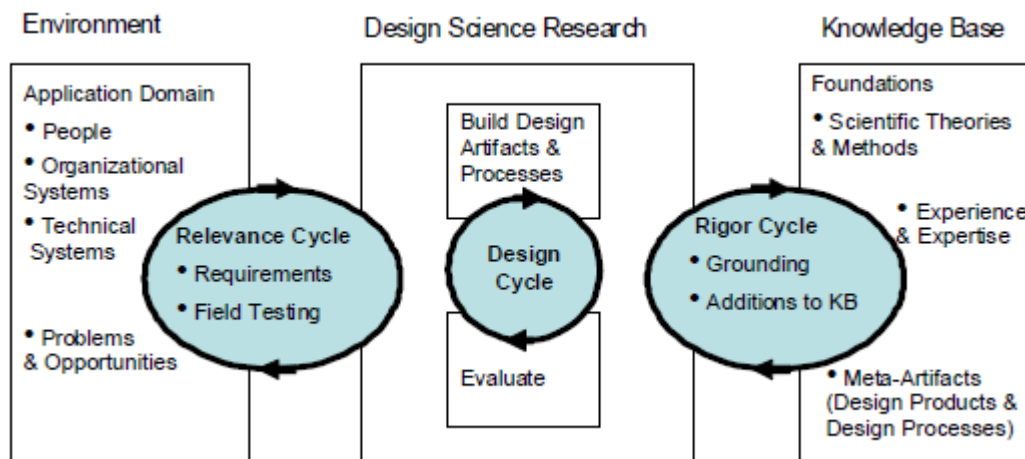 Environment
Design Science Research
Knowledge Base
Application Domain
• People
• Organizational
Systems
• Technical
Systems
• Problems
& Opportunities
Relevance Cycle
• Requirements
• Field Testing
Build Design
Artifacts &
Processes
Design
Cycle
Evaluate
Rigor Cycle
• Grounding
• Additions to KB
Foundations
• Scientific Theories
& Methods
• Experience
& Expertise
• Meta-Artifacts
(Design Products &
Design Processes)